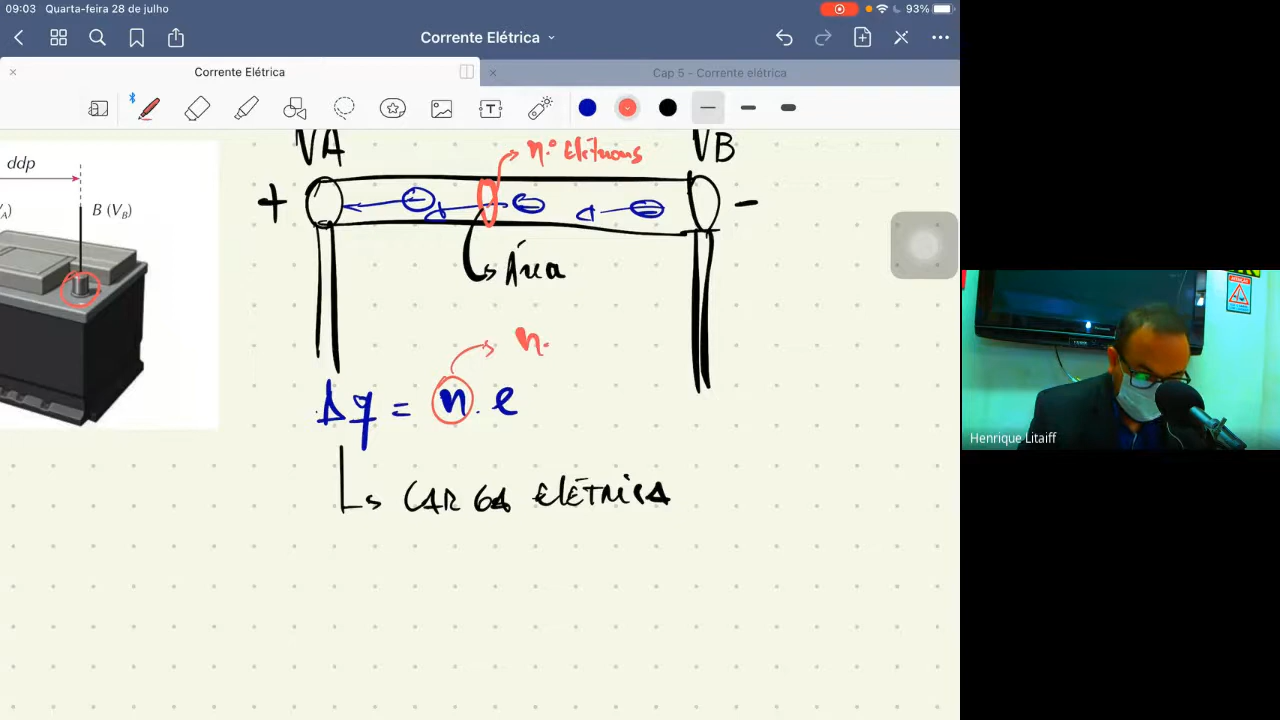 09:03 Quarta-feira 28 de julho
93%
Corrente Elétrica
Corrente Elétrica
Cap 5 - Corrente elétrica
T
VA
VB
n.º Elétrons
ddp
B (VB)
+
-
Área
n.
Δq = n. e
CARGA ELÉTRICA
Henrique Litaiff